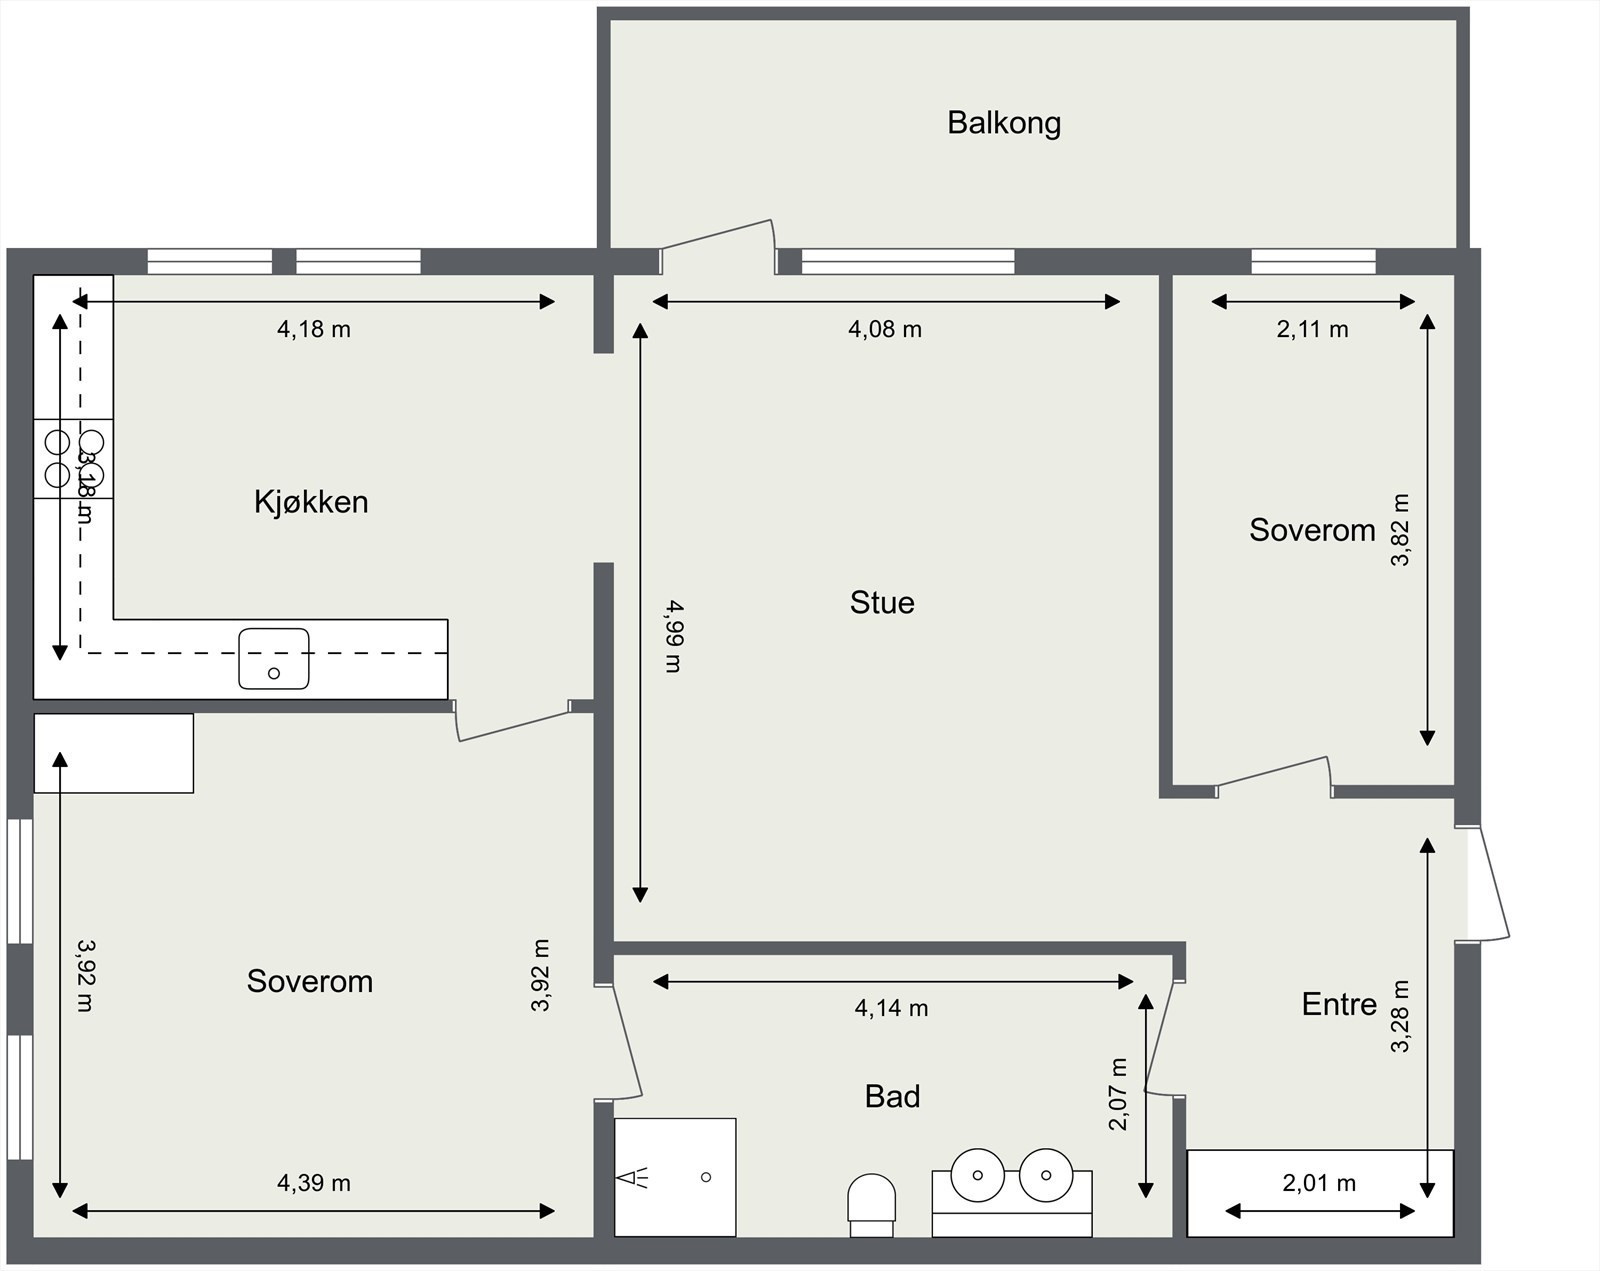 Balkong
4,18 m
4,08 m
2,11 m
3,18 m
Kjøkken
Soverom
3,82 m
Stue
4,99 m
3,92 m
Soverom
3,92 m
4,14 m
Entre
3,28 m
Bad
2,07 m
4,39 m
2,01 m